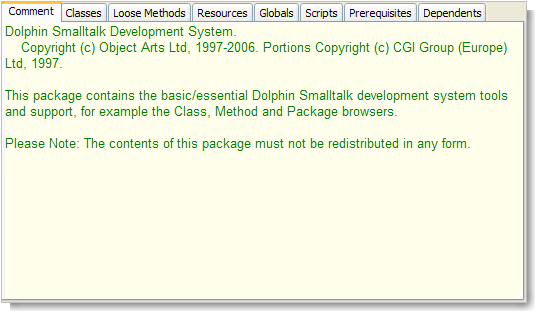 Comment Classes Loose Methods Resources Globals Scripts Prerequisites Dependents
Dolphin Smalltalk Development System.
Copyright (c) Object Arts Ltd, 1997-2006. Portions Copyright (c) CGI Group (Europe)
Ltd, 1997.
This package contains the basic/essential Dolphin Smalltalk development system tools
and support, for example the Class, Method and Package browsers.
Please Note: The contents of this package must not be redistributed in any form.